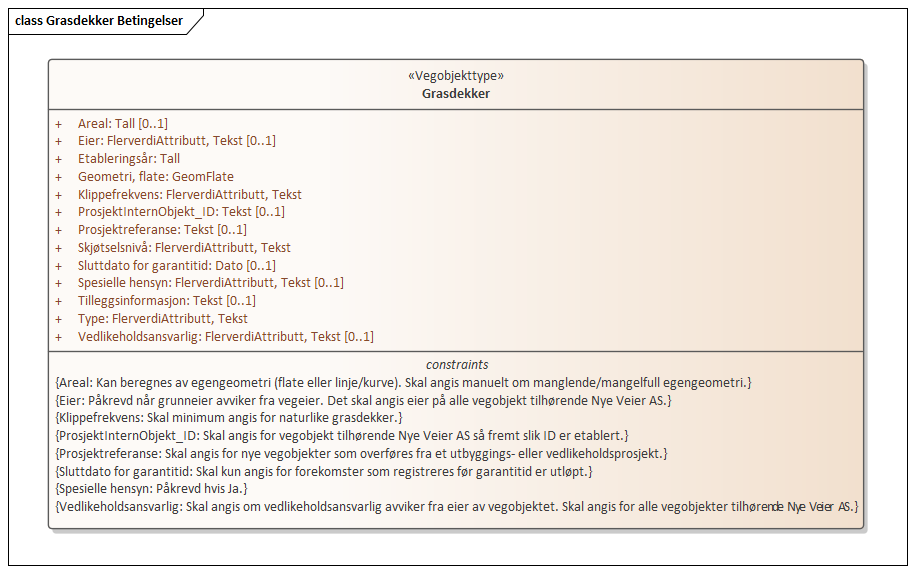 class Grasdekker Betingelser
«Vegobjekttype»
Grasdekker
+ Areal: Tall [0..1]
+ Eier: FlerverdiAttributt, Tekst [0..1]
+ Etableringsår: Tall
+ Geometri, flate: GeomFlate
+ Klippefrekvens: FlerverdiAttributt, Tekst
+ ProsjektInternObjekt_ID: Tekst [0..1]
+ Prosjektreferanse: Tekst [0..1]
+ Skjøtselsnivå: FlerverdiAttributt, Tekst
+ Sluttdato for garantitid: Dato [0..1]
+ Spesielle hensyn: FlerverdiAttributt, Tekst [0..1]
+ Tilleggsinformasjon: Tekst [0..1]
+ Type: FlerverdiAttributt, Tekst
+ Vedlikeholdsansvarlig: FlerverdiAttributt, Tekst [0..1]
constraints
{Areal: Kan beregnes av egengeometri (flate eller linje/kurve). Skal angis manuelt om manglende/mangelfull egengeometri.}
{Eier: Påkrevd når grunneier avviker fra vegeier. Det skal angis eier på alle vegobjekt tilhørende Nye Veier AS.}
{Klippefrekvens: Skal minimum angis for naturlike grasdekker.}
{ProsjektInternObjekt_ID: Skal angis for vegobjekt tilhørende Nye Veier AS så fremt slik ID er etablert.}
{Prosjektreferanse: Skal angis for nye vegobjekter som overføres fra et utbyggings- eller vedlikeholdsprosjekt.}
{Sluttdato for garantitid: Skal kun angis for forekomster som registreres før garantitid er utløpt.}
{Spesielle hensyn: Påkrevd hvis Ja.}
{Vedlikeholdsansvarlig: Skal angis om vedlikeholdsansvarlig avviker fra eier av vegobjektet. Skal angis for alle vegobjekter tilhørende Nye Veier AS.}